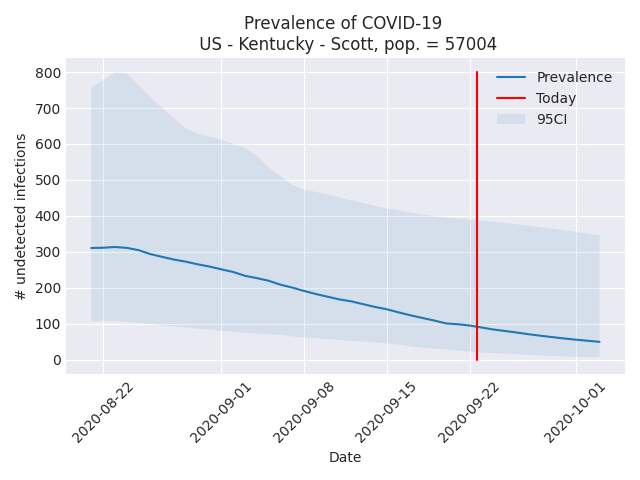 Prevalence of COVID-19
US - Kentucky - Scott, pop. = 57004
800
700
600
500
400
300
200
100
0
# undetected infections
Prevalence
Today
95CI
2020-08-22
2020-09-01
2020-09-08
2020-09-15
2020-09-22
2020-10-01
Date